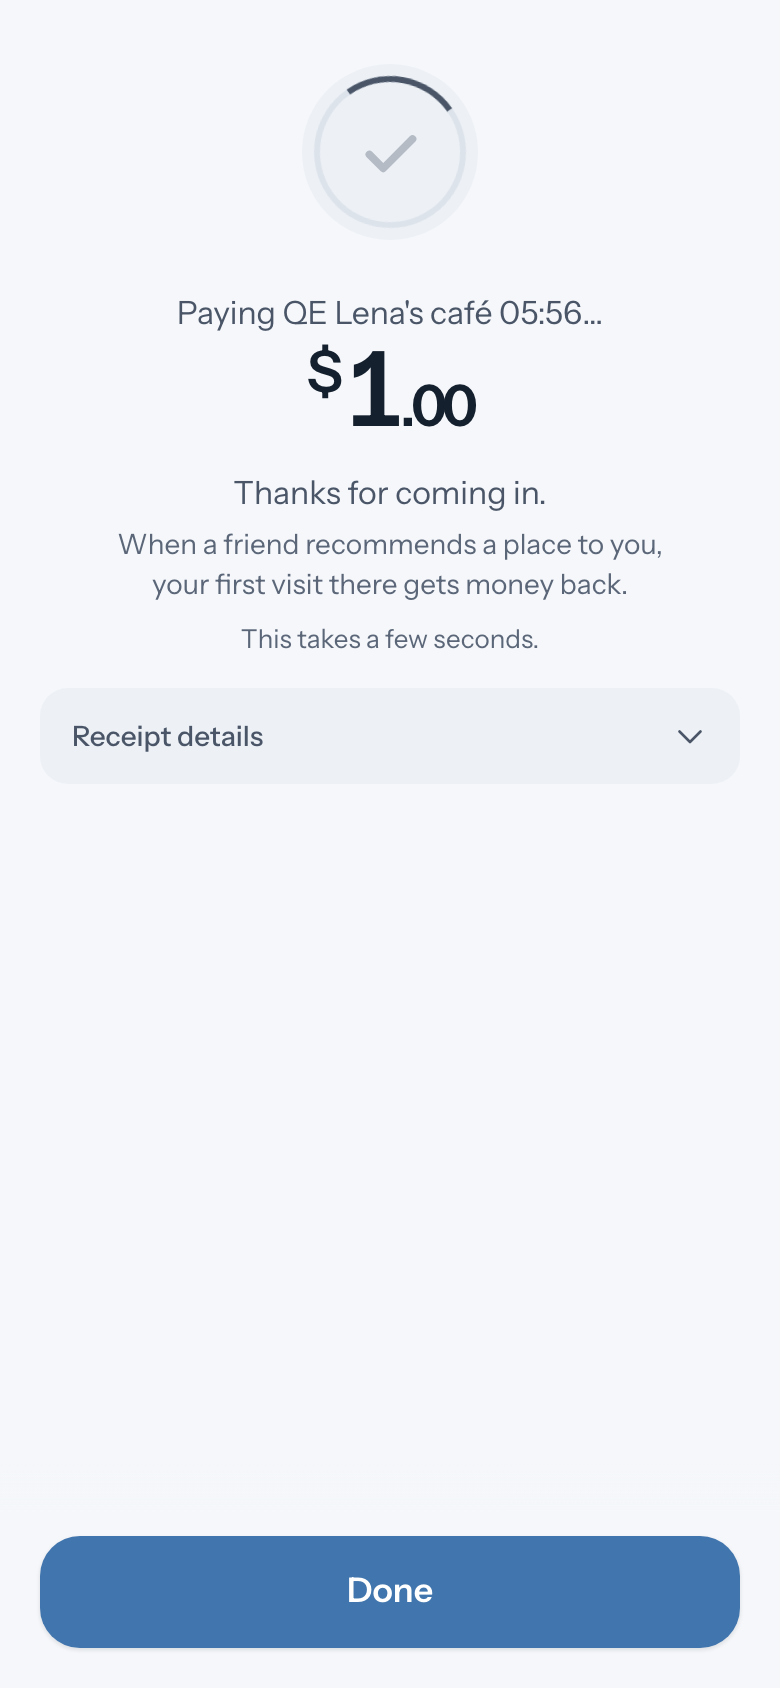 Paying QE Lena's café 05:56...
$1.00
Thanks for coming in.
When a friend recommends a place to you,
your first visit there gets money back.
This takes a few seconds.
Receipt details
Done